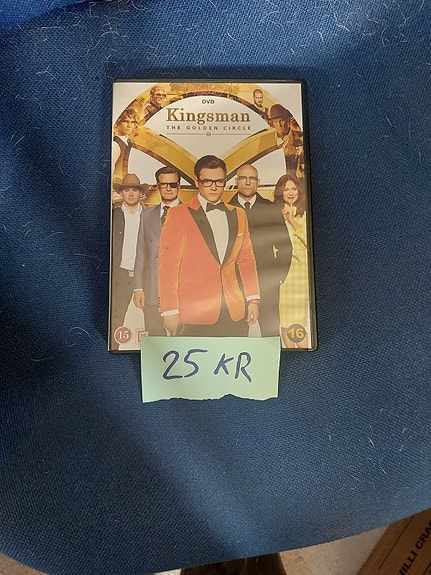 DVD
Kingsman
THE GOLDEN CIRCLE
15
16
25 KR